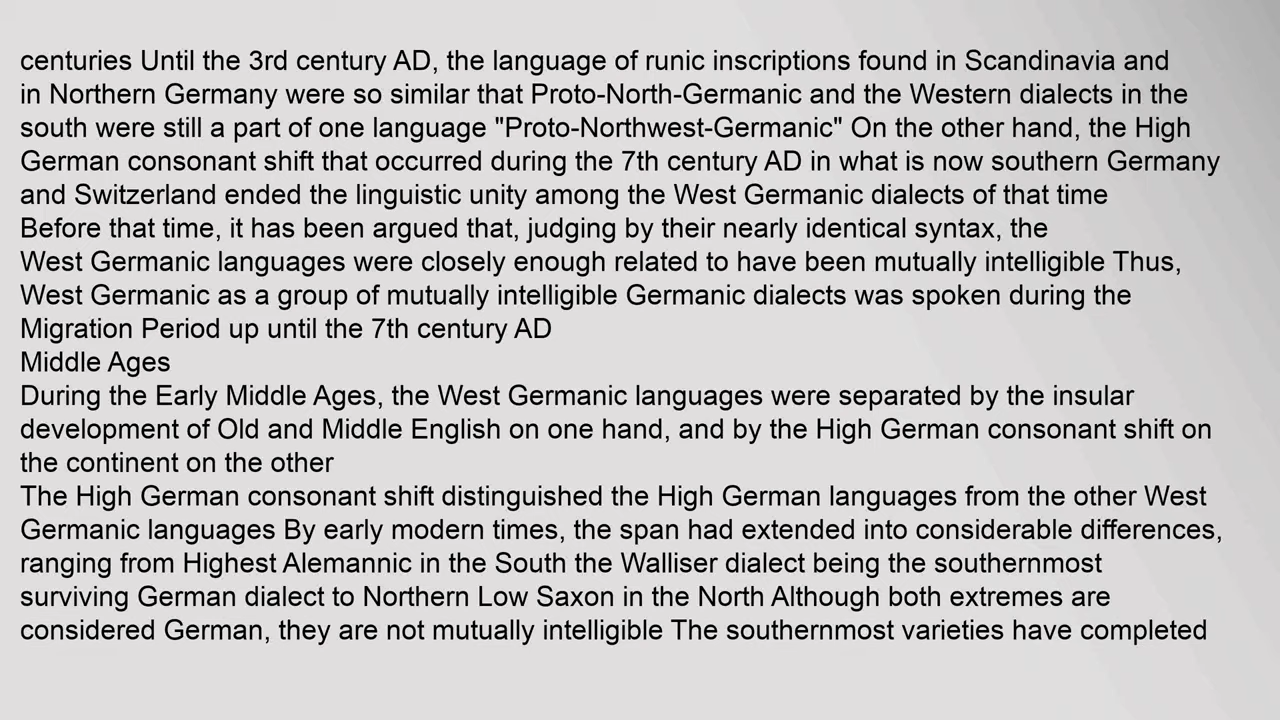 centuries Until the 3rd century AD, the language of runic inscriptions found in Scandinavia and
in Northern Germany were so similar that Proto-North-Germanic and the Western dialects in the
south were still a part of one language "Proto-Northwest-Germanic" On the other hand, the High
German consonant shift that occurred during the 7th century AD in what is now southern Germany
and Switzerland ended the linguistic unity among the West Germanic dialects of that time
Before that time, it has been argued that, judging by their nearly identical syntax, the
West Germanic languages were closely enough related to have been mutually intelligible Thus,
West Germanic as a group of mutually intelligible Germanic dialects was spoken during the
Migration Period up until the 7th century AD
Middle Ages
During the Early Middle Ages, the West Germanic languages were separated by the insular
development of Old and Middle English on one hand, and by the High German consonant shift on
the continent on the other
The High German consonant shift distinguished the High German languages from the other West
Germanic languages By early modern times, the span had extended into considerable differences,
ranging from Highest Alemannic in the South the Walliser dialect being the southernmost
surviving German dialect to Northern Low Saxon in the North Although both extremes are
considered German, they are not mutually intelligible The southernmost varieties have completed